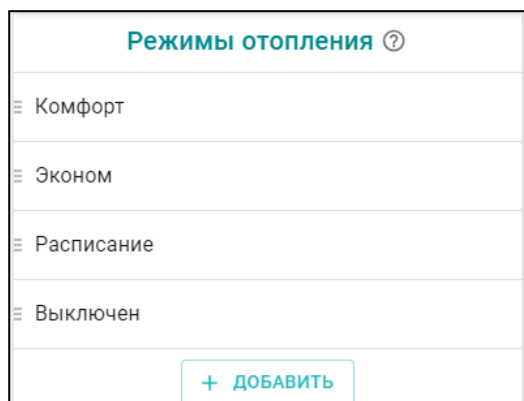 Режимы отопления
Комфорт
Эконом
Расписание
Выключен
+ ДОБАВИТЬ